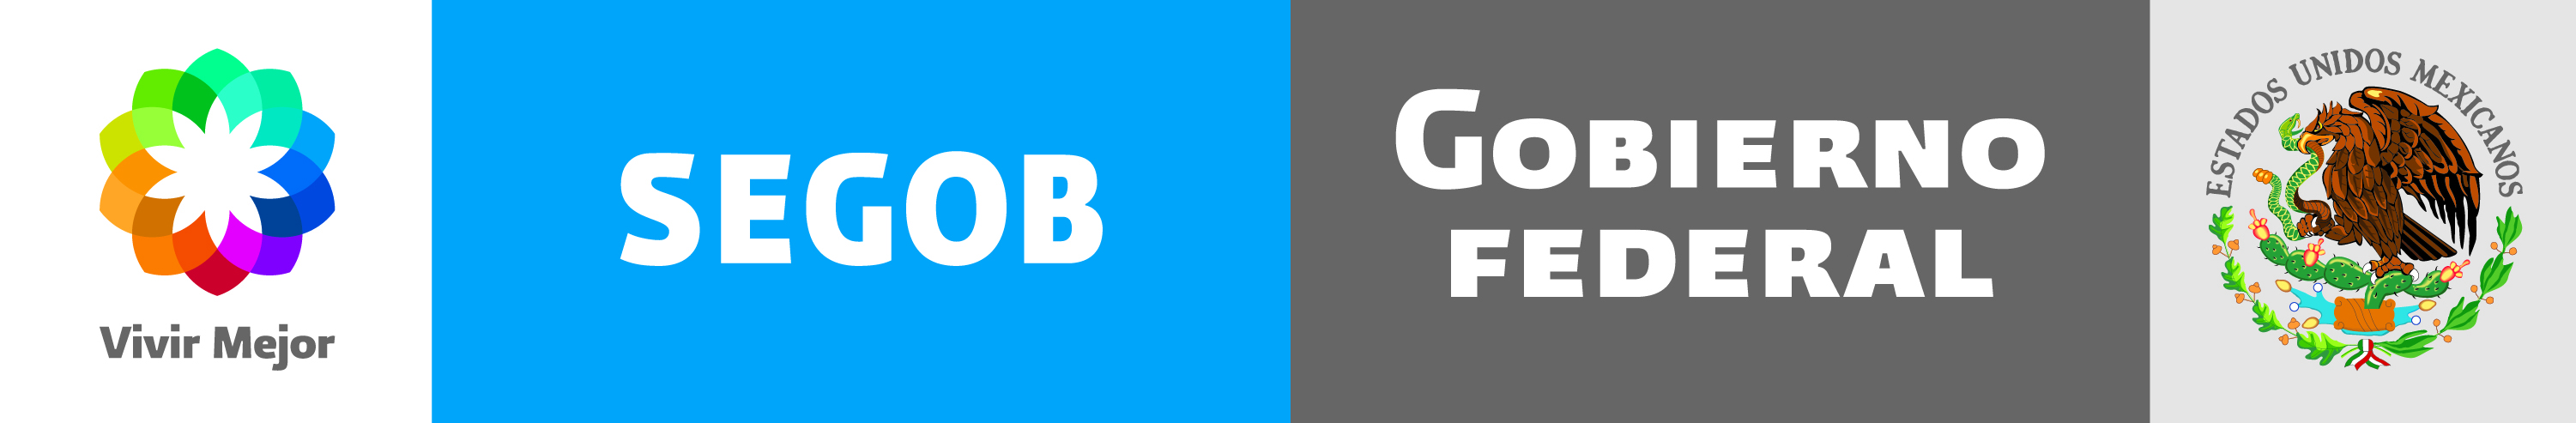 Vivir Mejor
SEGOB
GOBIERNO
FEDERAL
ESTADOS UNIDOS MEXICANOS